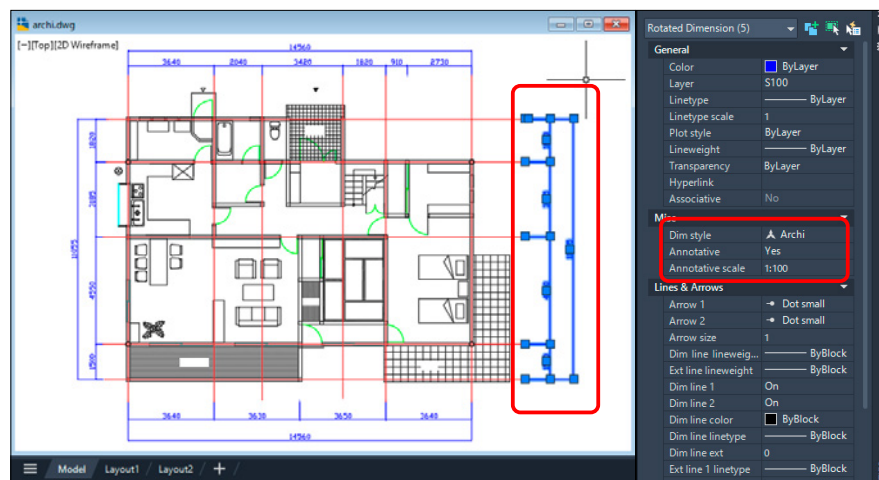 archi.dwg
[−][Top][2D Wireframe]
14560
3640 2040 3420 1820 910 2730
1820
2185
11055
4550
1500
3640 3630 3650 3640
14560
Model Layout1 Layout2 +
Rotated Dimension (5)
General
Color ByLayer
Layer S100
Linetype ByLayer
Linetype scale 1
Plot style ByLayer
Lineweight ByLayer
Transparency ByLayer
Hyperlink
Associative No
Misc
Dim style Archi
Annotative Yes
Annotative scale 1:100
Lines & Arrows
Arrow 1 Dot small
Arrow 2 Dot small
Arrow size 1
Dim line lineweig... ByBlock
Ext line lineweight ByBlock
Dim line 1 On
Dim line 2 On
Dim line color ByBlock
Dim line linetype ByBlock
Dim line ext 0
Ext line 1 linetype ByBlock